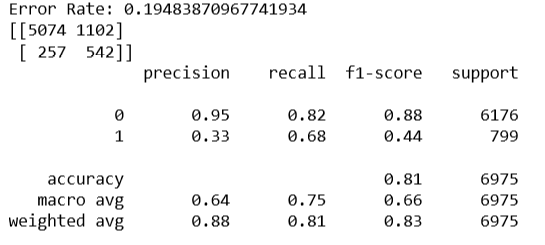 Error Rate: 0.19483870967741934
[[5074 1102]
 [ 257  542]]
              precision    recall  f1-score   support

           0       0.95      0.82      0.88      6176
           1       0.33      0.68      0.44       799

    accuracy                           0.81      6975
   macro avg       0.64      0.75      0.66      6975
weighted avg       0.88      0.81      0.83      6975